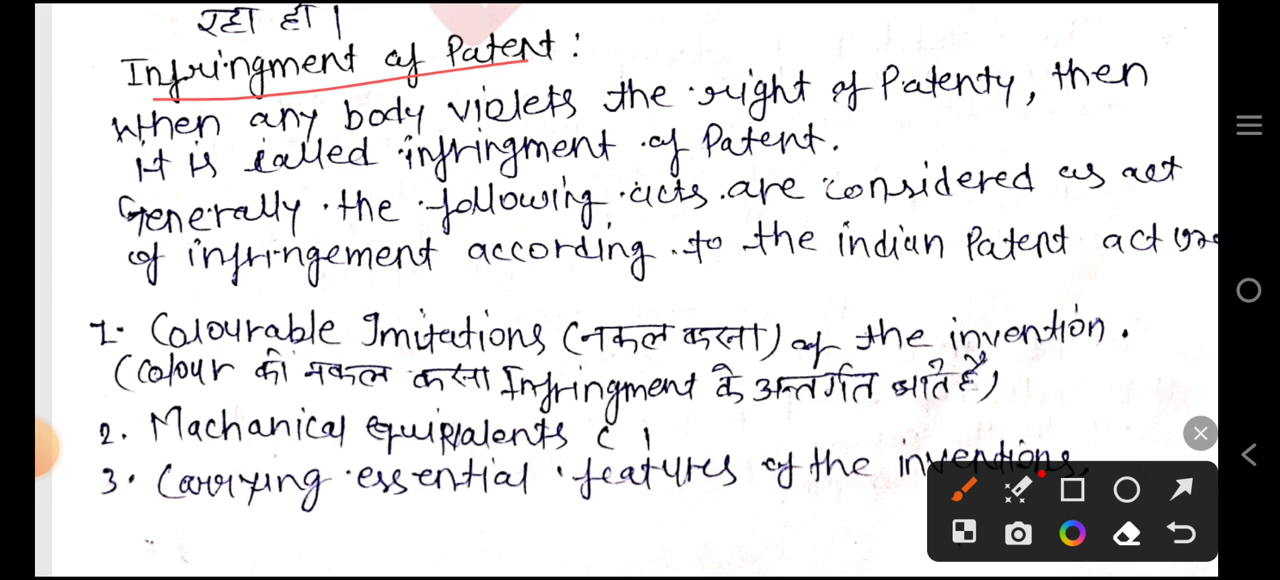 रहा हो।
Infringment of Patent :
When any body violets the right of Patenty, then
it is called infringment of Patent.
Generally the following acts are considered as act
of infringement according to the indian Patent act
1. Colourable Imitations (नकल करना) of the invention.
(Colour की नकल करना Infringment के अन्तर्गत आते हैं)
2. Machanical equipalents (
3. Carrying essential features of the inventions.